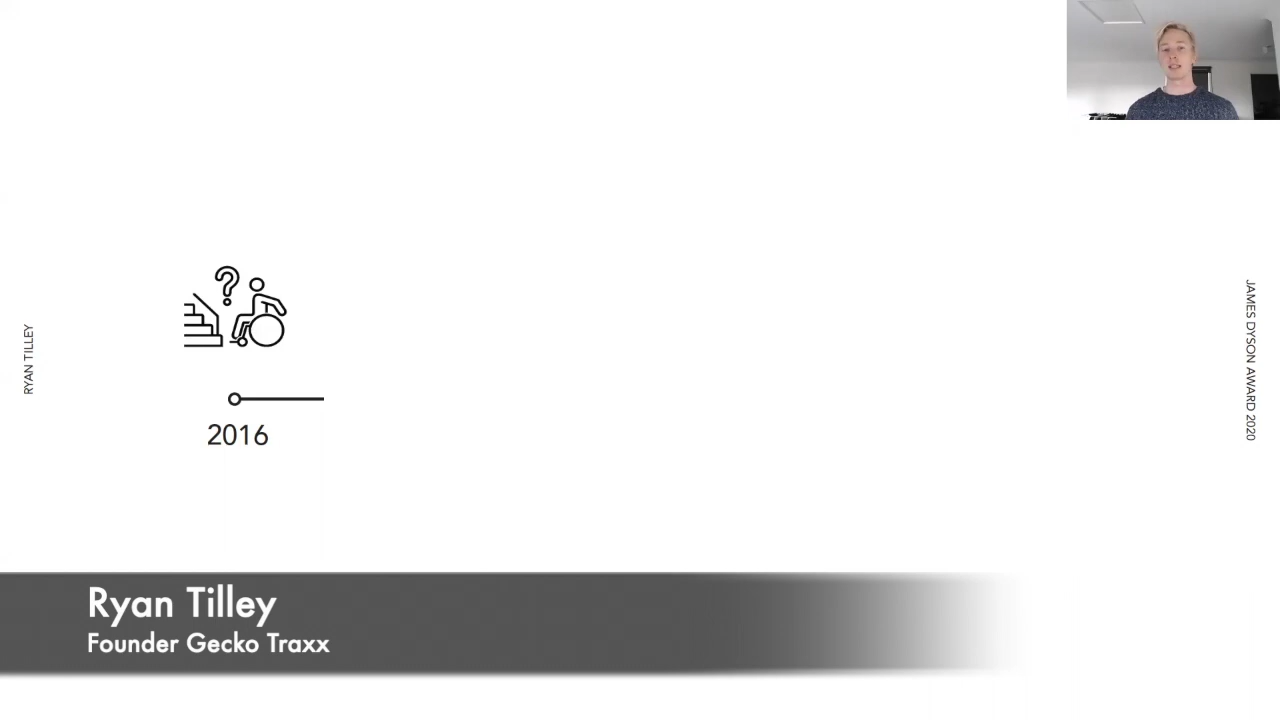 RYAN TILLEY
?
2016
JAMES DYSON AWARD 2020
Ryan Tilley
Founder Gecko Traxx